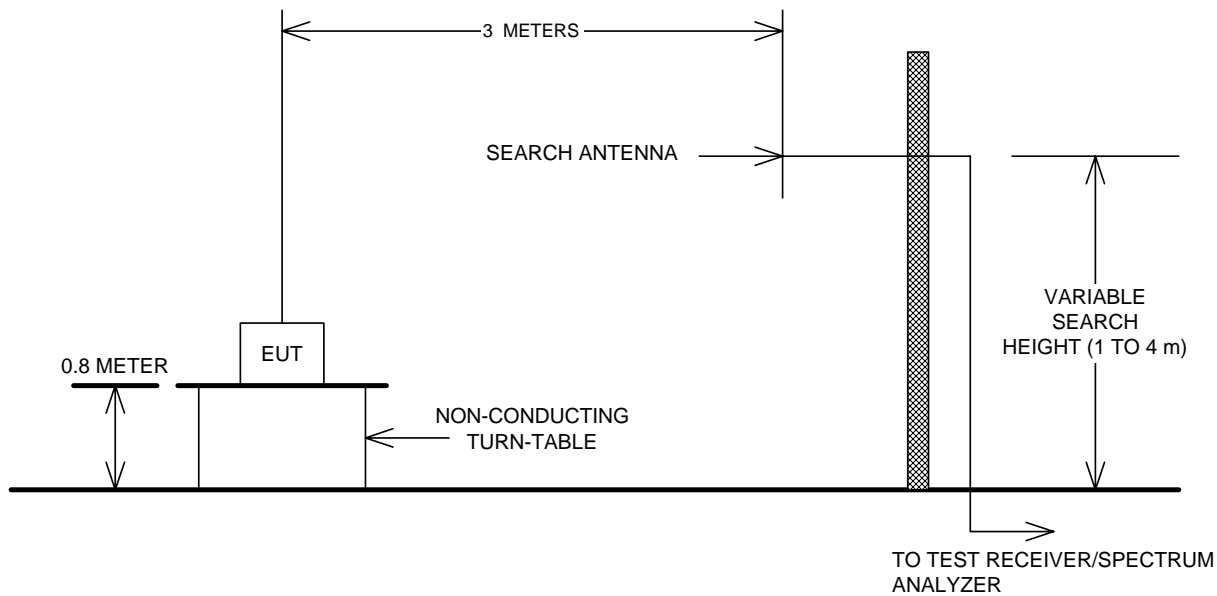 3 METERS
SEARCH ANTENNA
VARIABLE
SEARCH
HEIGHT (1 TO 4 m)
EUT
0.8 METER
NON-CONDUCTING
TURN-TABLE
TO TEST RECEIVER/SPECTRUM
ANALYZER